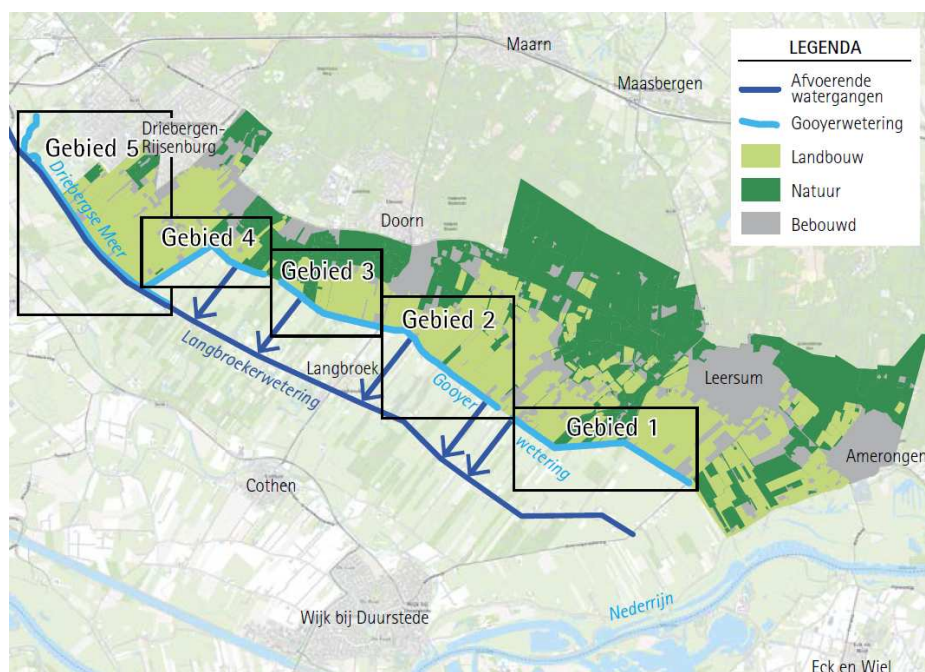 Maarn
Maasbergen
LEGENDA
Afvoerende
watergangen
Gooyerwetering
Landbouw
Natuur
Bebouwd
Driebergen-
Rijsenburg
Gebied 5
Driebergse Meer
Doorn
Gebied 4
Gebied 3
Gebied 2
Langbroekerwetering
Langbroek
Gooyer
wetering
Gebied 1
Leersum
Amerongen
Cothen
Wijk bij Duurstede
Nederrijn
Eck en Wiel